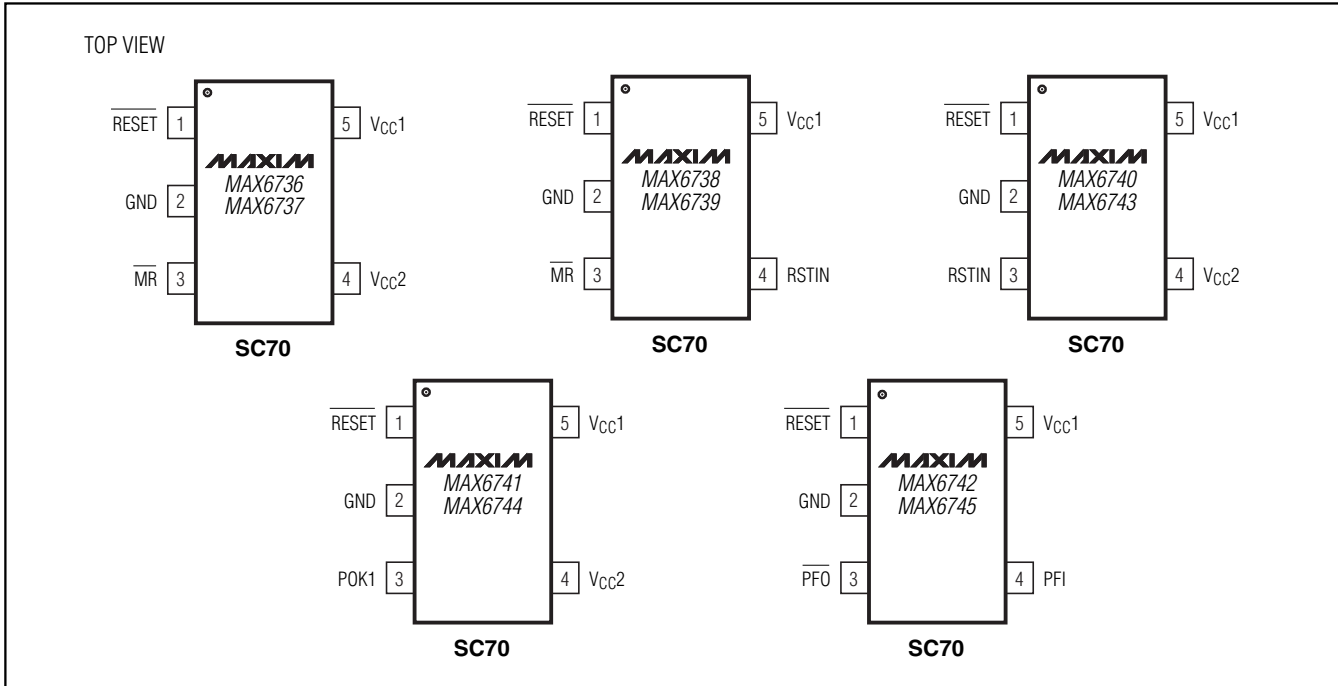 TOP VIEW
RESET 1
5 VCC1
MAXIM
MAX6736
MAX6737
GND 2
MR 3
4 VCC2
SC70
RESET 1
5 VCC1
MAXIM
MAX6738
MAX6739
GND 2
MR 3
4 RSTIN
SC70
RESET 1
5 VCC1
MAXIM
MAX6740
MAX6743
GND 2
RSTIN 3
4 VCC2
SC70
RESET 1
5 VCC1
MAXIM
MAX6741
MAX6744
GND 2
POK1 3
4 VCC2
SC70
RESET 1
5 VCC1
MAXIM
MAX6742
MAX6745
GND 2
PFO 3
4 PFI
SC70